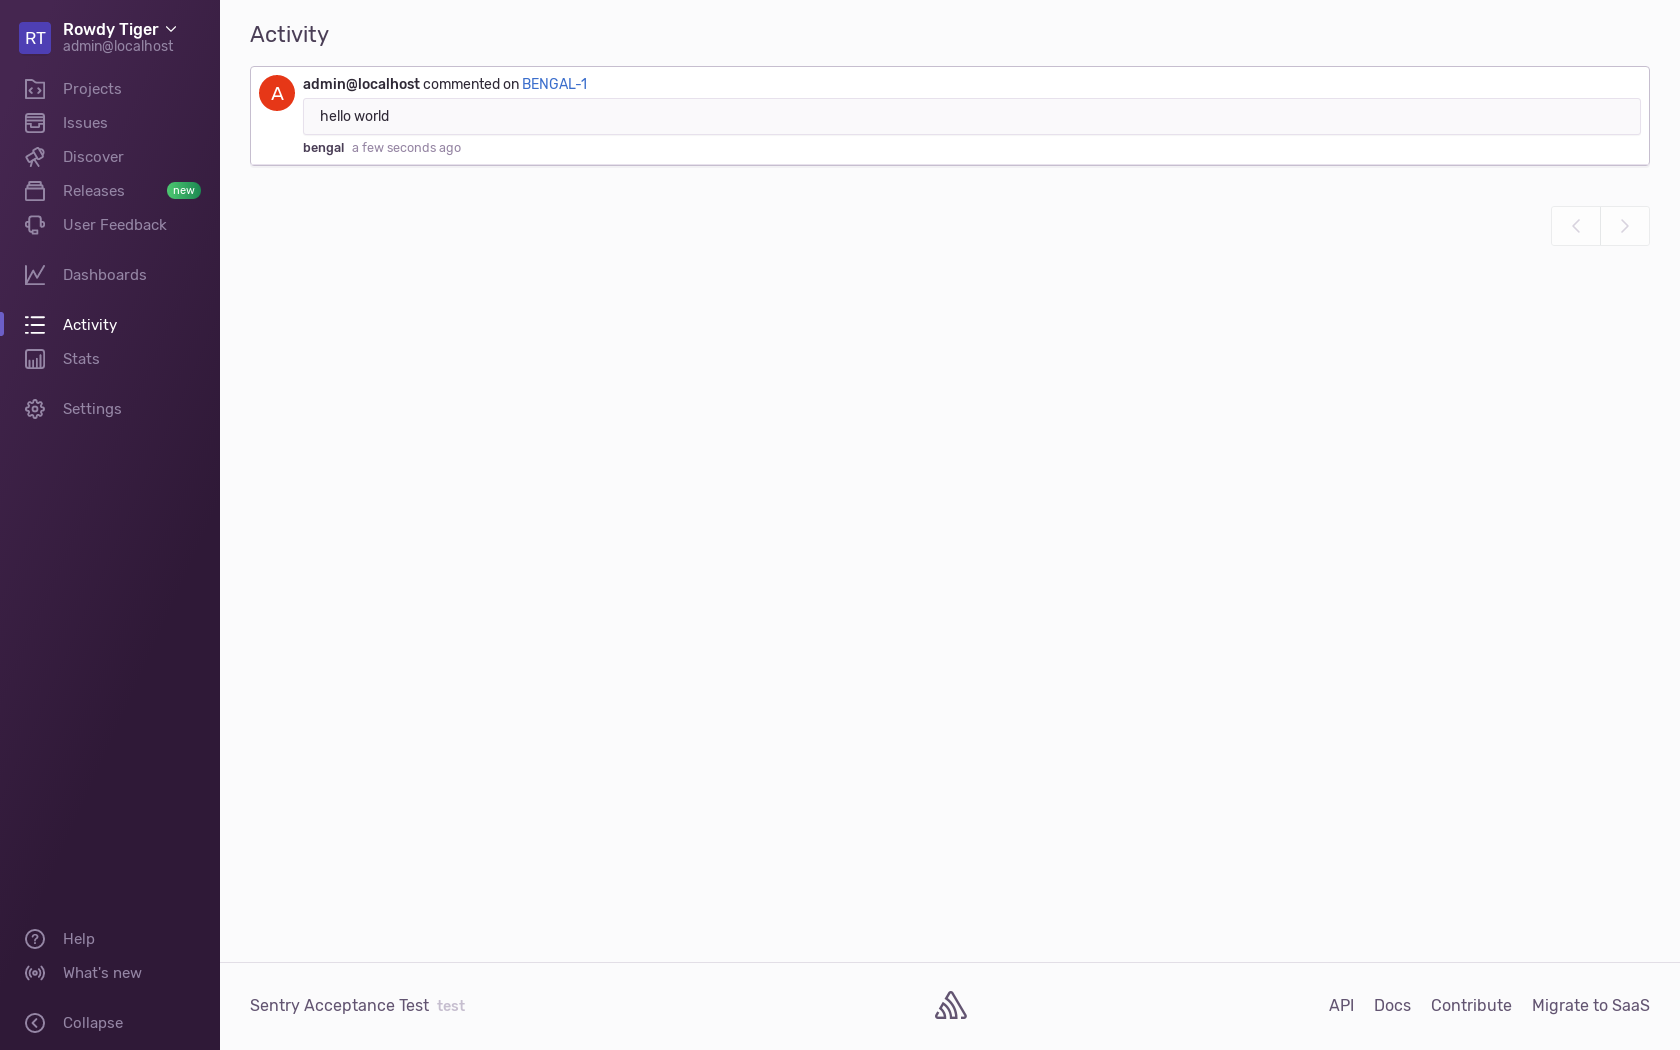 RT
Rowdy Tiger
admin@localhost
Projects
Issues
Discover
Releases new
User Feedback
Dashboards
Activity
Stats
Settings
Help
What's new
Collapse
Activity
A
admin@localhost commented on BENGAL-1
hello world
bengal a few seconds ago
Sentry Acceptance Test test
API Docs Contribute Migrate to SaaS